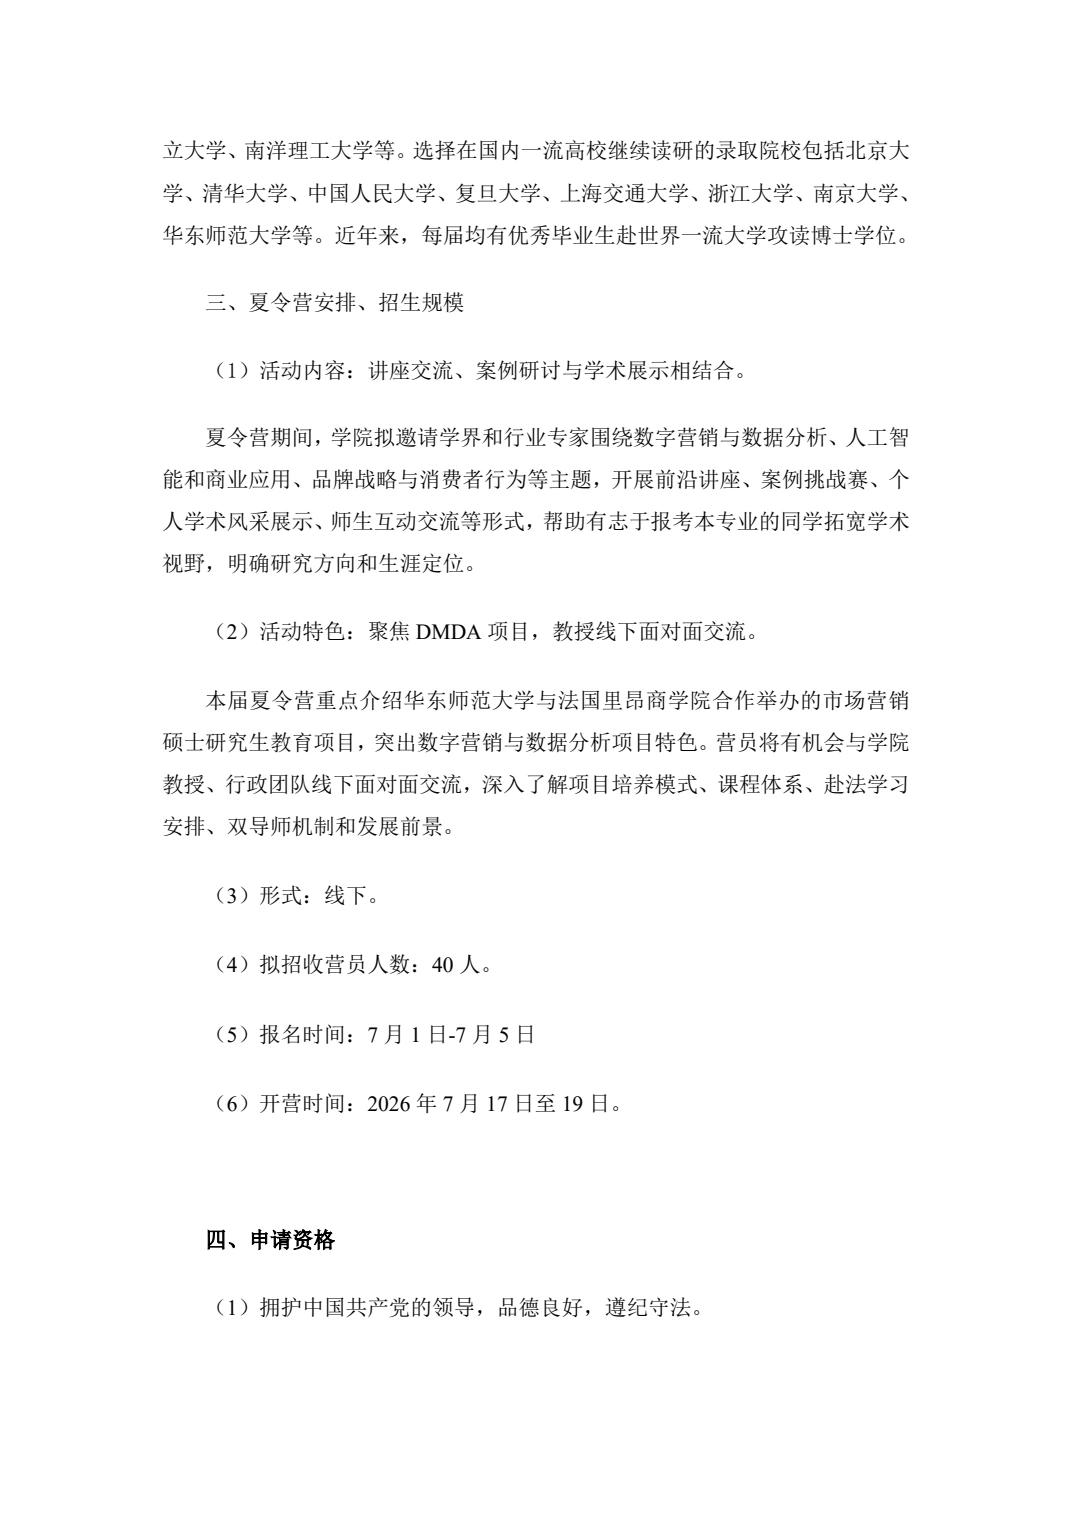 立大学、南洋理工大学等。选择在国内一流高校继续读研的录取院校包括北京大
学、清华大学、中国人民大学、复旦大学、上海交通大学、浙江大学、南京大学、
华东师范大学等。近年来，每届均有优秀毕业生赴世界一流大学攻读博士学位。
三、夏令营安排、招生规模
（1）活动内容：讲座交流、案例研讨与学术展示相结合。
夏令营期间，学院拟邀请学界和行业专家围绕数字营销与数据分析、人工智
能和商业应用、品牌战略与消费者行为等主题，开展前沿讲座、案例挑战赛、个
人学术风采展示、师生互动交流等形式，帮助有志于报考本专业的同学拓宽学术
视野，明确研究方向和生涯定位。
（2）活动特色：聚焦 DMDA 项目，教授线下面对面交流。
本届夏令营重点介绍华东师范大学与法国里昂商学院合作举办的市场营销
硕士研究生教育项目，突出数字营销与数据分析项目特色。营员将有机会与学院
教授、行政团队线下面对面交流，深入了解项目培养模式、课程体系、赴法学习
安排、双导师机制和发展前景。
（3）形式：线下。
（4）拟招收营员人数：40 人。
（5）报名时间：7 月 1 日-7 月 5 日
（6）开营时间：2026 年 7 月 17 日至 19 日。
四、申请资格
（1）拥护中国共产党的领导，品德良好，遵纪守法。